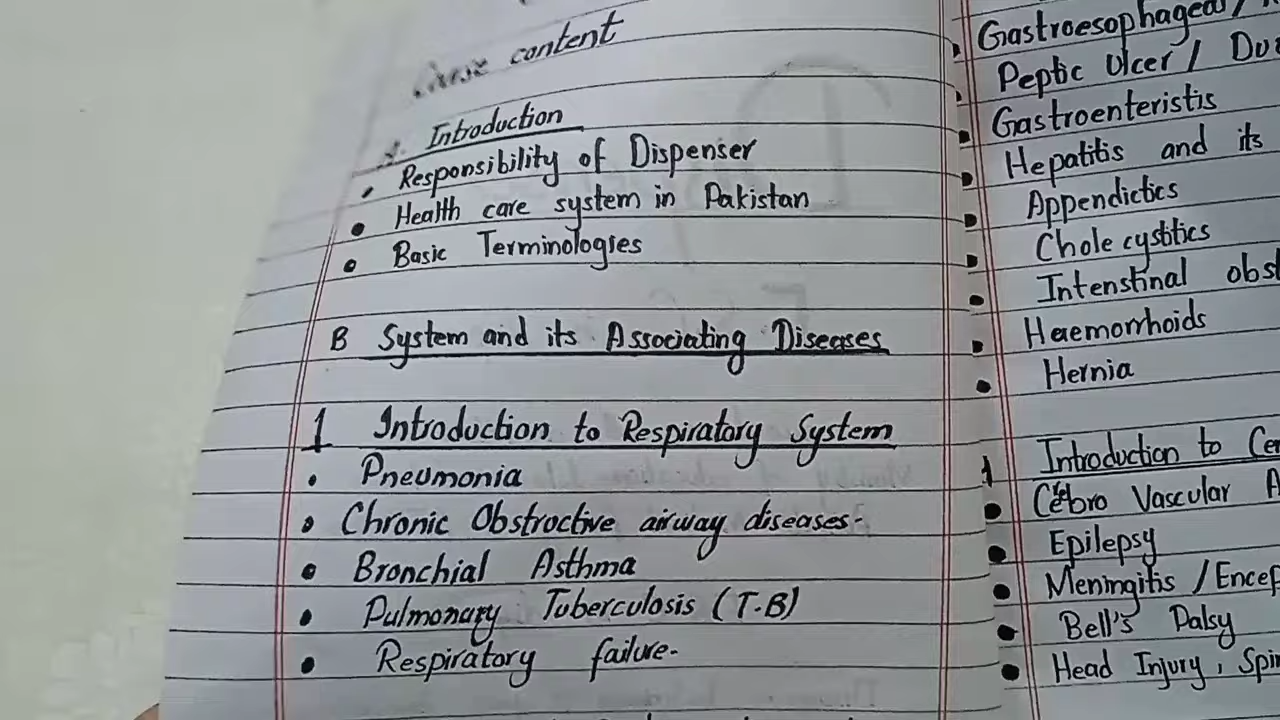 content
Introduction
Responsibility of Dispenser
Health care system in Pakistan
Basic Terminologies
B System and its Associating Diseases
1 Introduction to Respiratory System
Pneumonia
Chronic Obstructive airway diseases-
Bronchial Asthma
Pulmonary Tuberculosis (T.B)
Respiratory failure-
Gastroesophageal /
Peptic Ulcer /
Gastroenteristis
Hepatitis and its
Appendictics
Chole cystitics
Intenstinal
Haemorrhoids
Hernia
1 Introduction to
Vascular
Epilepsy
Meningitis /
Bell's Palsy
Head Injury,